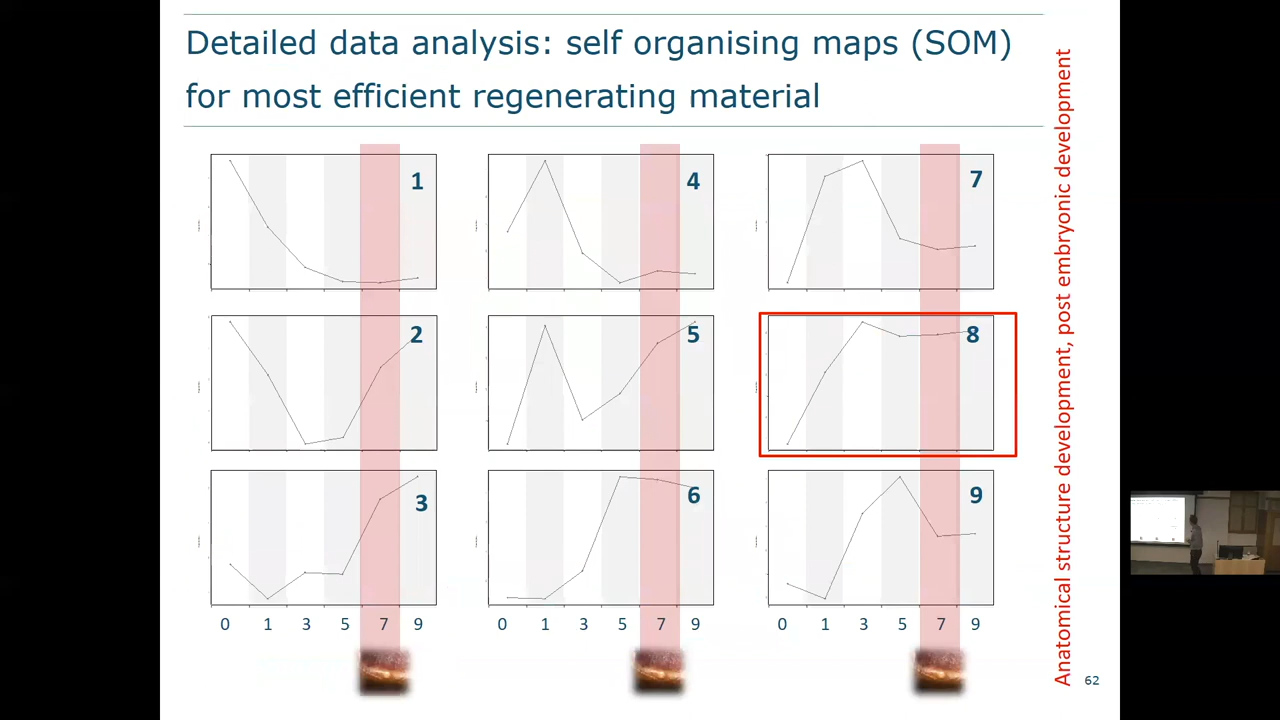 Detailed data analysis: self organising maps (SOM)
for most efficient regenerating material
1
4
7
2
5
8
3
6
9
0 1 3 5 7 9
0 1 3 5 7 9
0 1 3 5 7 9
Anatomical structure development, post embryonic development
62